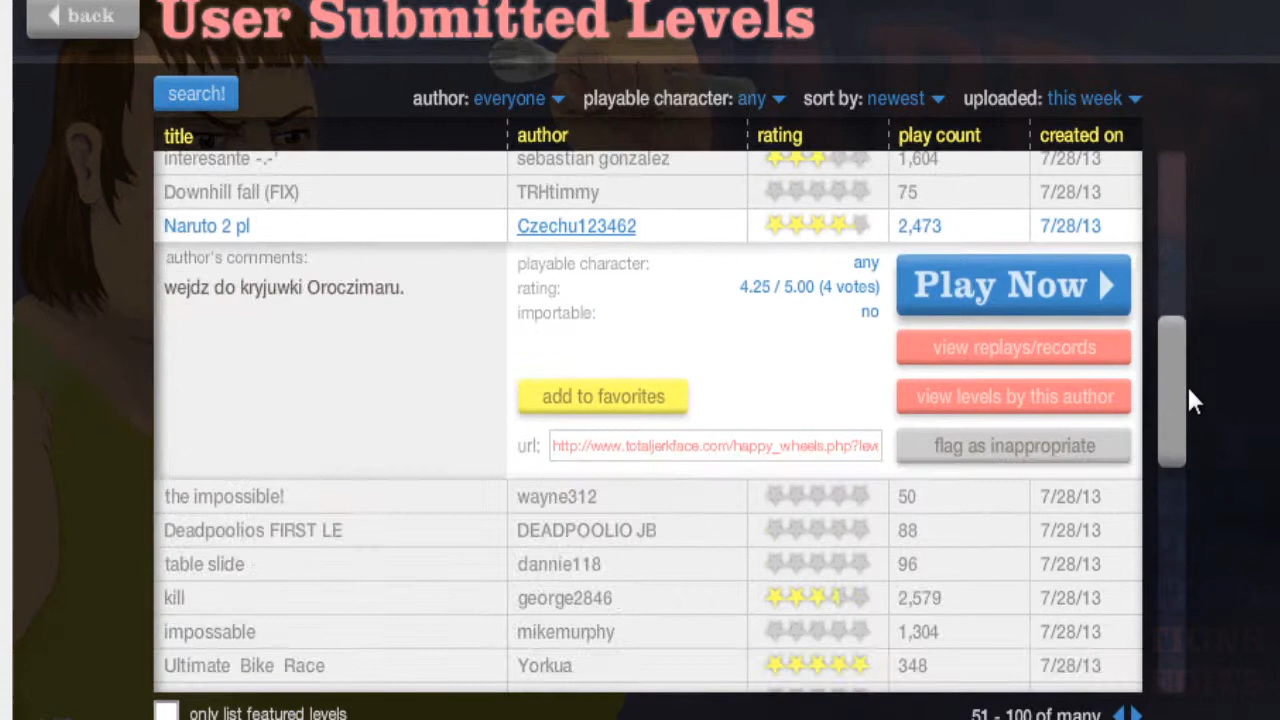 back
User Submitted Levels
search!
author: everyone playable character: any sort by: newest uploaded: this week
title author rating play count created on
interesante -.-' sebastian gonzalez 1,604 7/28/13
Downhill fall (FIX) TRHtimmy 75 7/28/13
Naruto 2 pl Czechu123462 2,473 7/28/13
author's comments:
wejdz do kryjuwki Oroczimaru.
playable character: any
rating: 4.25 / 5.00 (4 votes)
importable: no
Play Now
view replays/records
add to favorites
view levels by this author
url: http://www.totaljerkface.com/happy_wheels.php?lev
flag as inappropriate
the impossible! wayne312 50 7/28/13
Deadpoolios FIRST LE DEADPOOLIO JB 88 7/28/13
table slide dannie118 96 7/28/13
kill george2846 2,579 7/28/13
impossable mikemurphy 1,304 7/28/13
Ultimate Bike Race Yorkua 348 7/28/13
only list featured levels
51 - 100 of many